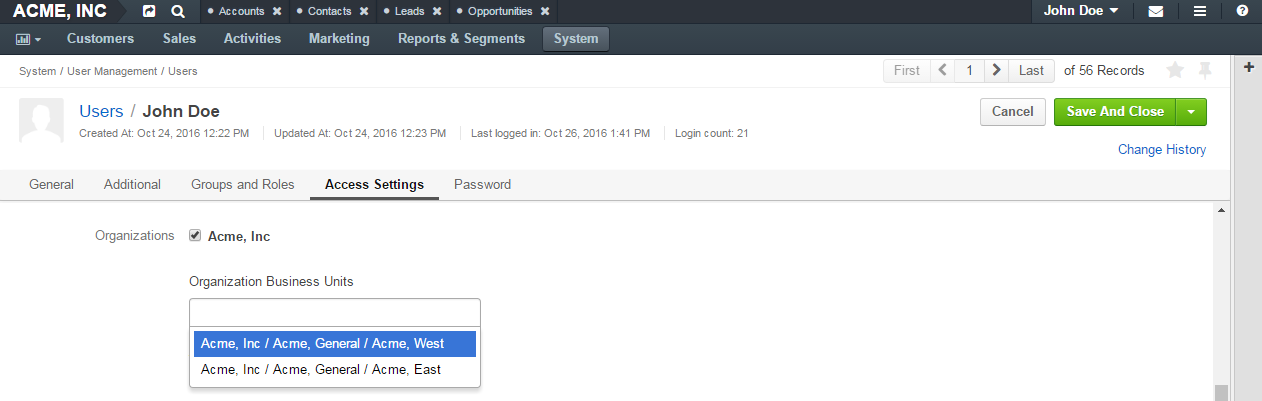 ACME, INC Accounts Contacts Leads Opportunities John Doe
Customers Sales Activities Marketing Reports & Segments System
System / User Management / Users First 1 Last of 56 Records
Users / John Doe Cancel Save And Close
Created At: Oct 24, 2016 12:22 PM Updated At: Oct 24, 2016 12:23 PM Last logged in: Oct 26, 2016 1:41 PM Login count: 21
Change History
General Additional Groups and Roles Access Settings Password
Organizations Acme, Inc
Organization Business Units
Acme, Inc / Acme, General / Acme, West
Acme, Inc / Acme, General / Acme, East